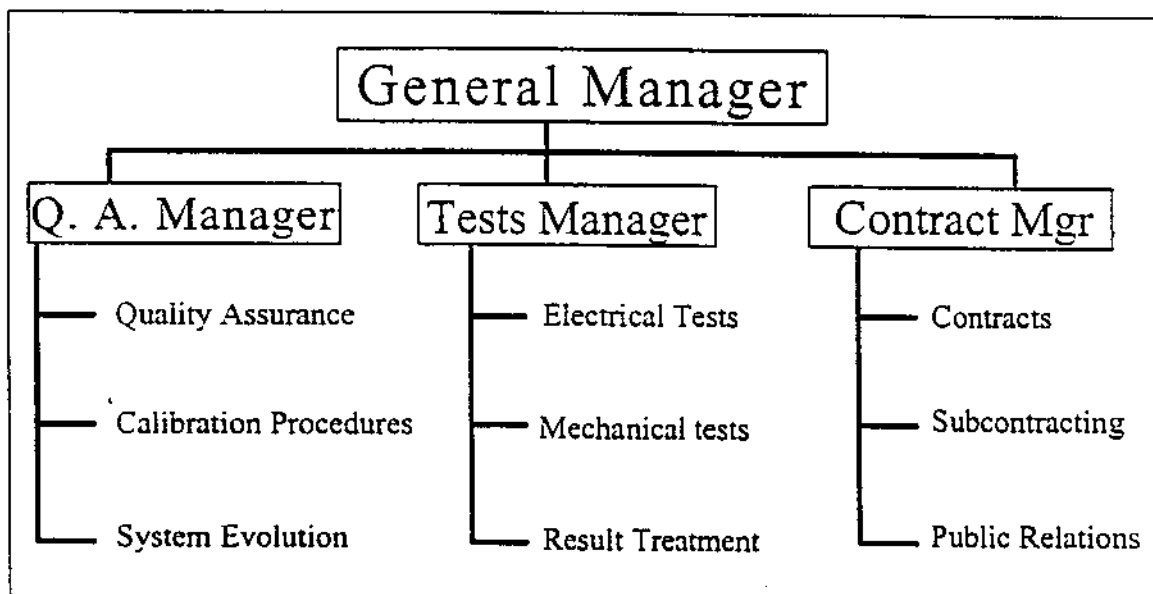 General Manager
Q. A. Manager
Tests Manager
Contract Mgr
Quality Assurance
Calibration Procedures
System Evolution
Electrical Tests
Mechanical tests
Result Treatment
Contracts
Subcontracting
Public Relations